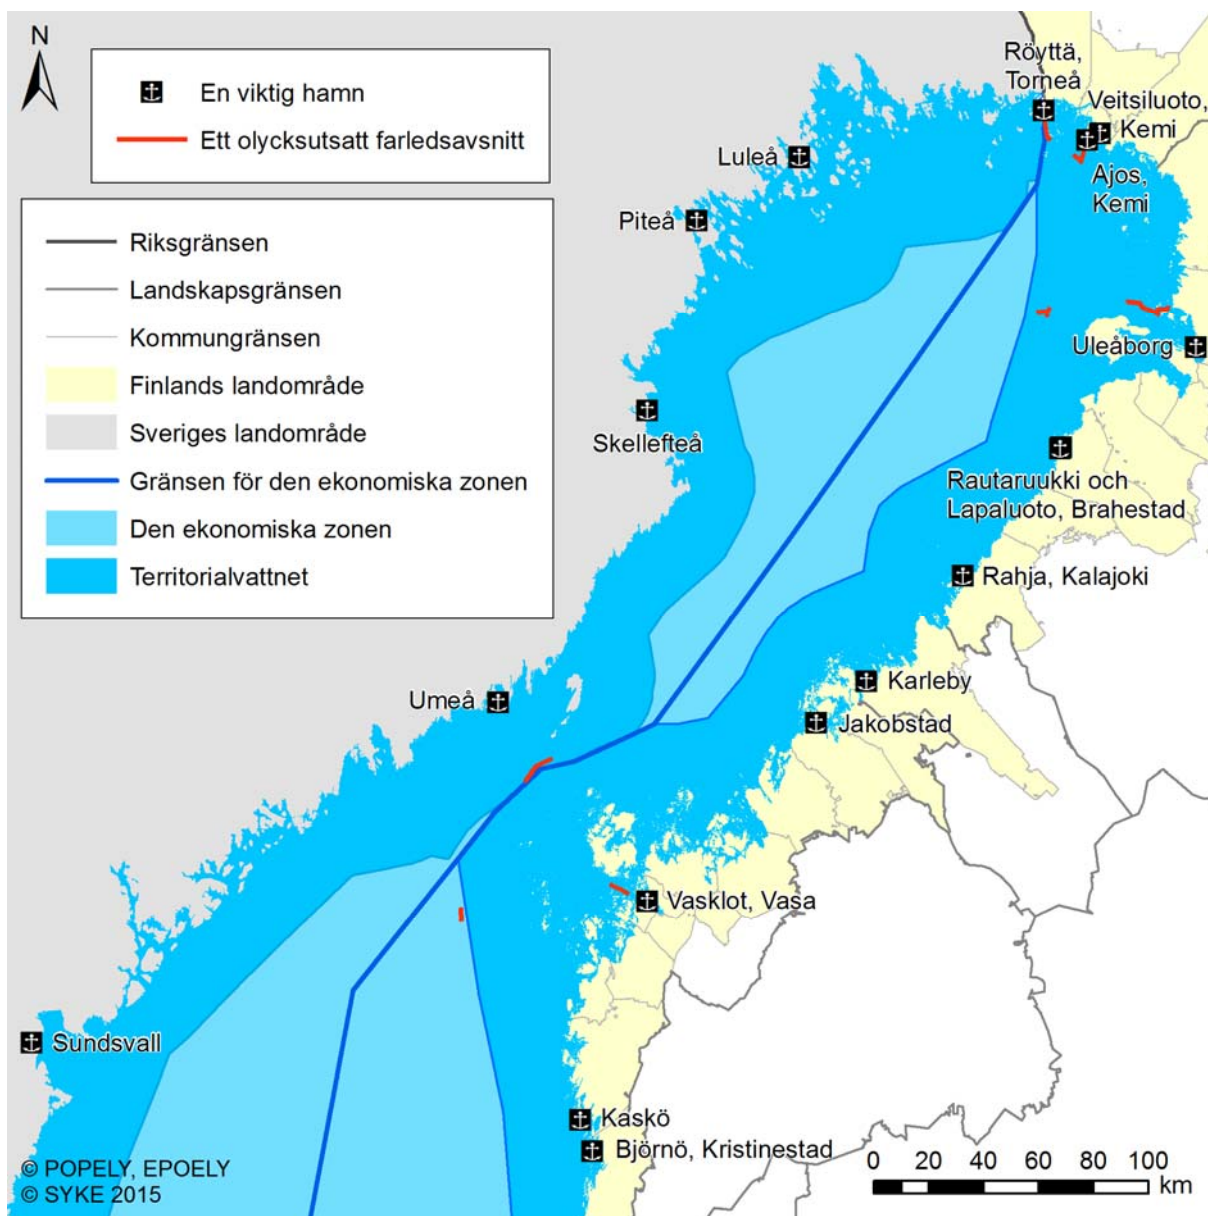 N
En viktig hamn
Ett olycksutsatt farledsavsnitt
Riksgränsen
Landskapsgränsen
Kommungränsen
Finlands landområde
Sveriges landområde
Gränsen för den ekonomiska zonen
Den ekonomiska zonen
Territorialvattnet
Röyttä,
Torneå
Veitsiluoto,
Kemi
Ajos,
Kemi
Luleå
Piteå
Uleåborg
Skellefteå
Rautaruukki och
Lapaluoto, Brahestad
Rahja, Kalajoki
Karleby
Umeå
Jakobstad
Vasklot, Vasa
Sundsvall
Kaskö
Björnö, Kristinestad
© POPELY, EPOELY
© SYKE 2015
0 20 40 60 80 100
km